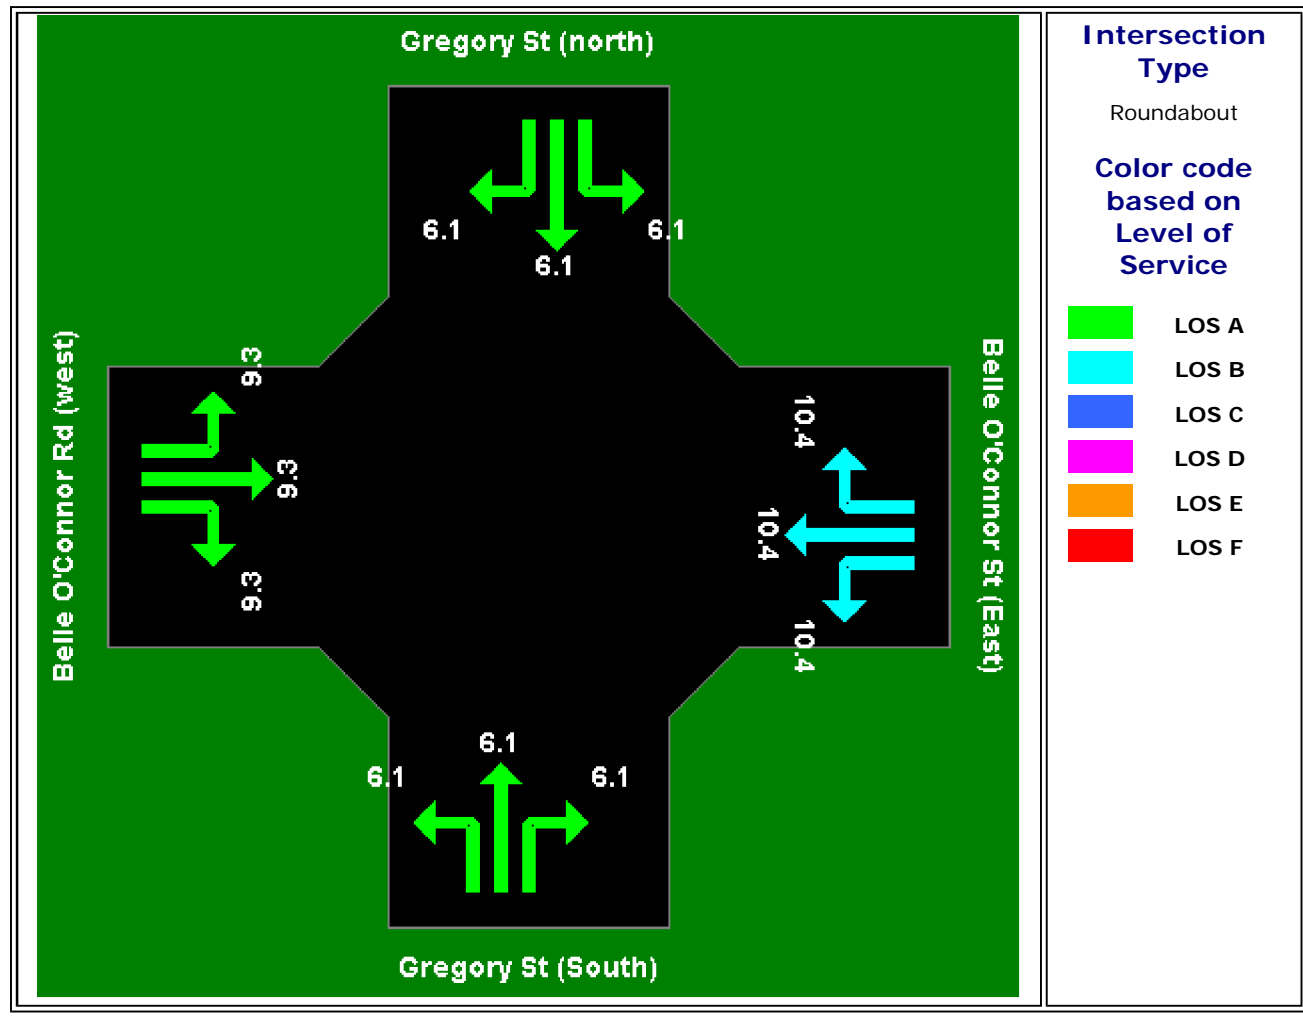 Gregory St (north)
6.1
6.1
6.1
Belle O'Connor Rd (west)
9.3
9.3
9.3
Belle O'Connor St (East)
10.4
10.4
10.4
6.1
6.1
6.1
Gregory St (South)
Intersection
Type
Roundabout
Color code
based on
Level of
Service
LOS A
LOS B
LOS C
LOS D
LOS E
LOS F